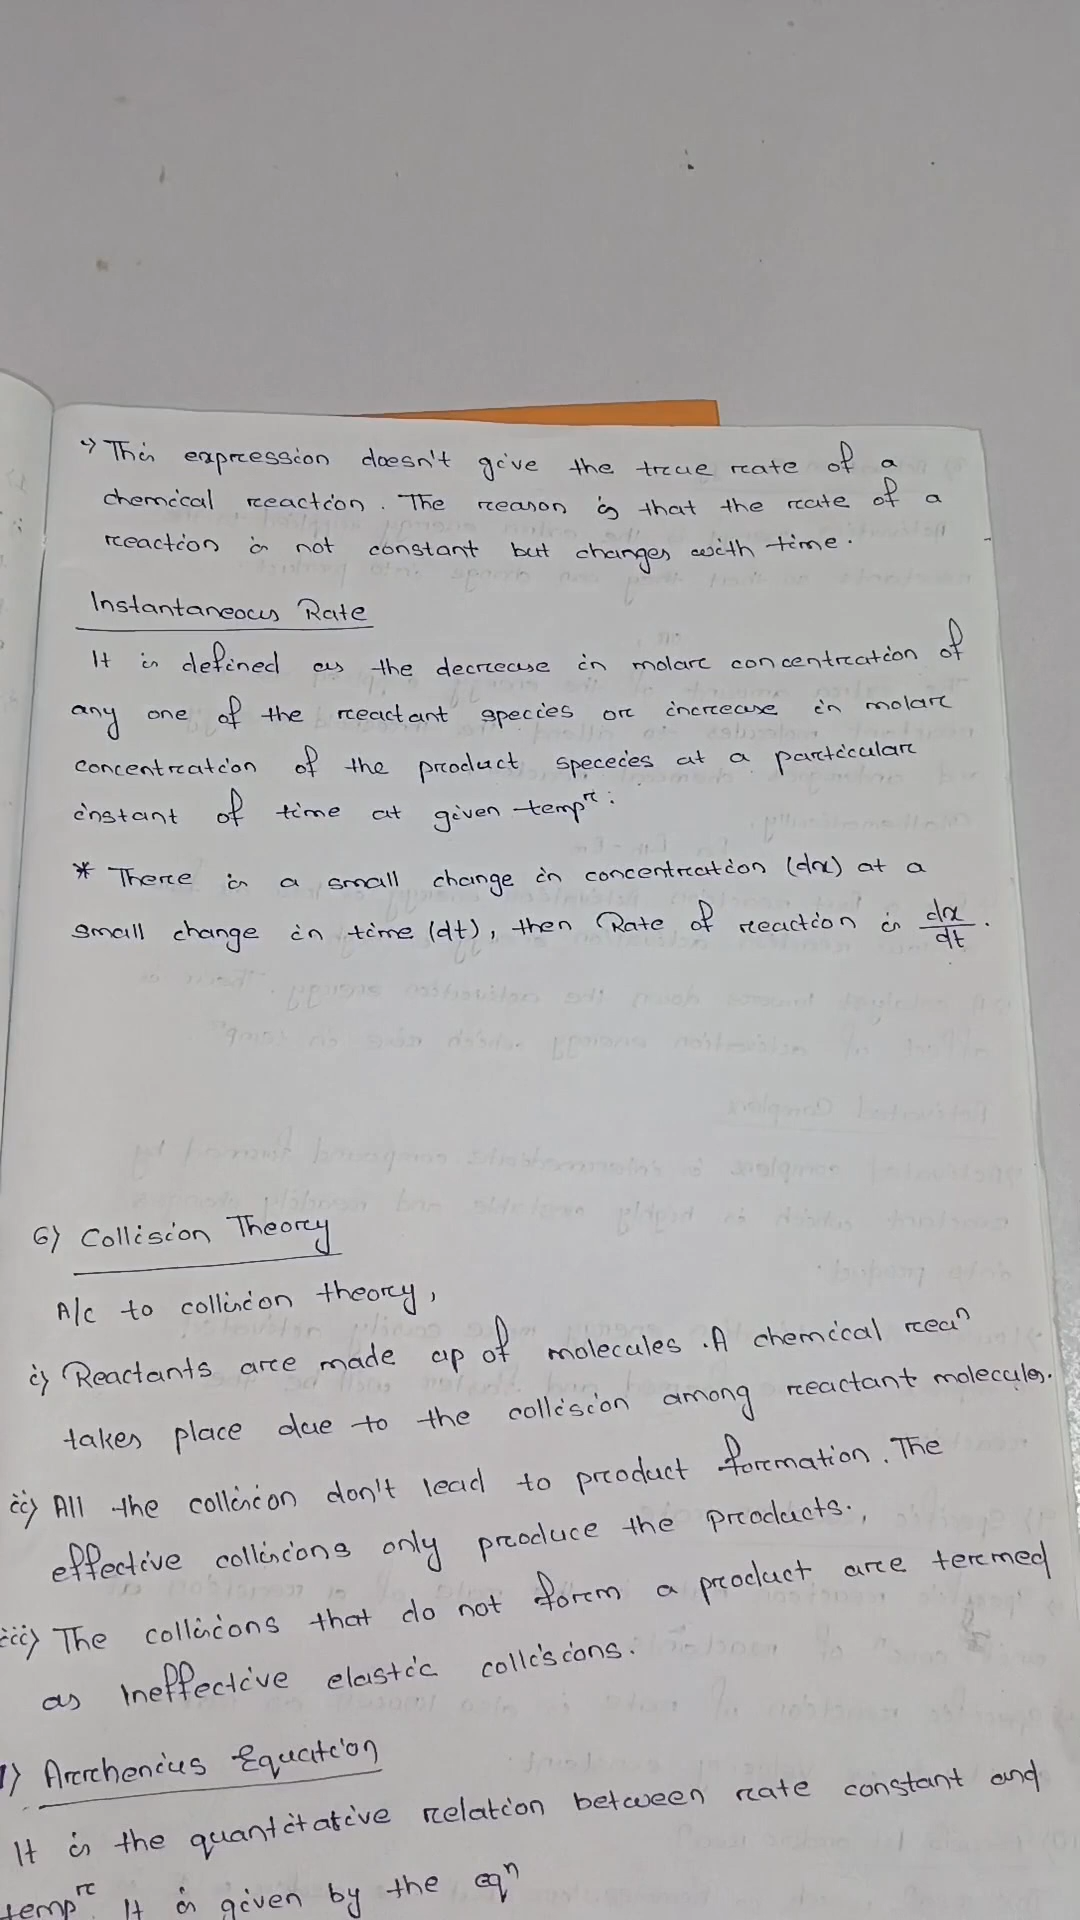 ↳ This expression doesn't give the true rate of a
chemical reaction. The reason is that the rate of a
reaction is not constant but changes with time.
Instantaneous Rate
It is defined as the decrease in molar concentration of
any one of the reactant species or increase in molar
concentration of the product species at a particular
instant of time at given tempʳ.
* There is a small change in concentration (dx) at a
small change in time (dt), then Rate of reaction is dx/dt.
6) Collision Theory
A/c to collision theory,
i) Reactants are made up of molecules. A chemical reaⁿ
takes place due to the collision among reactant molecules.
ii) All the collision don't lead to product formation. The
effective collisions only produce the products.
iii) The collisions that do not form a product are termed
as ineffective elastic collisions.
) Arrhenius Equation
It is the quantitative relation between rate constant and
tempʳ. It is given by the eqⁿ